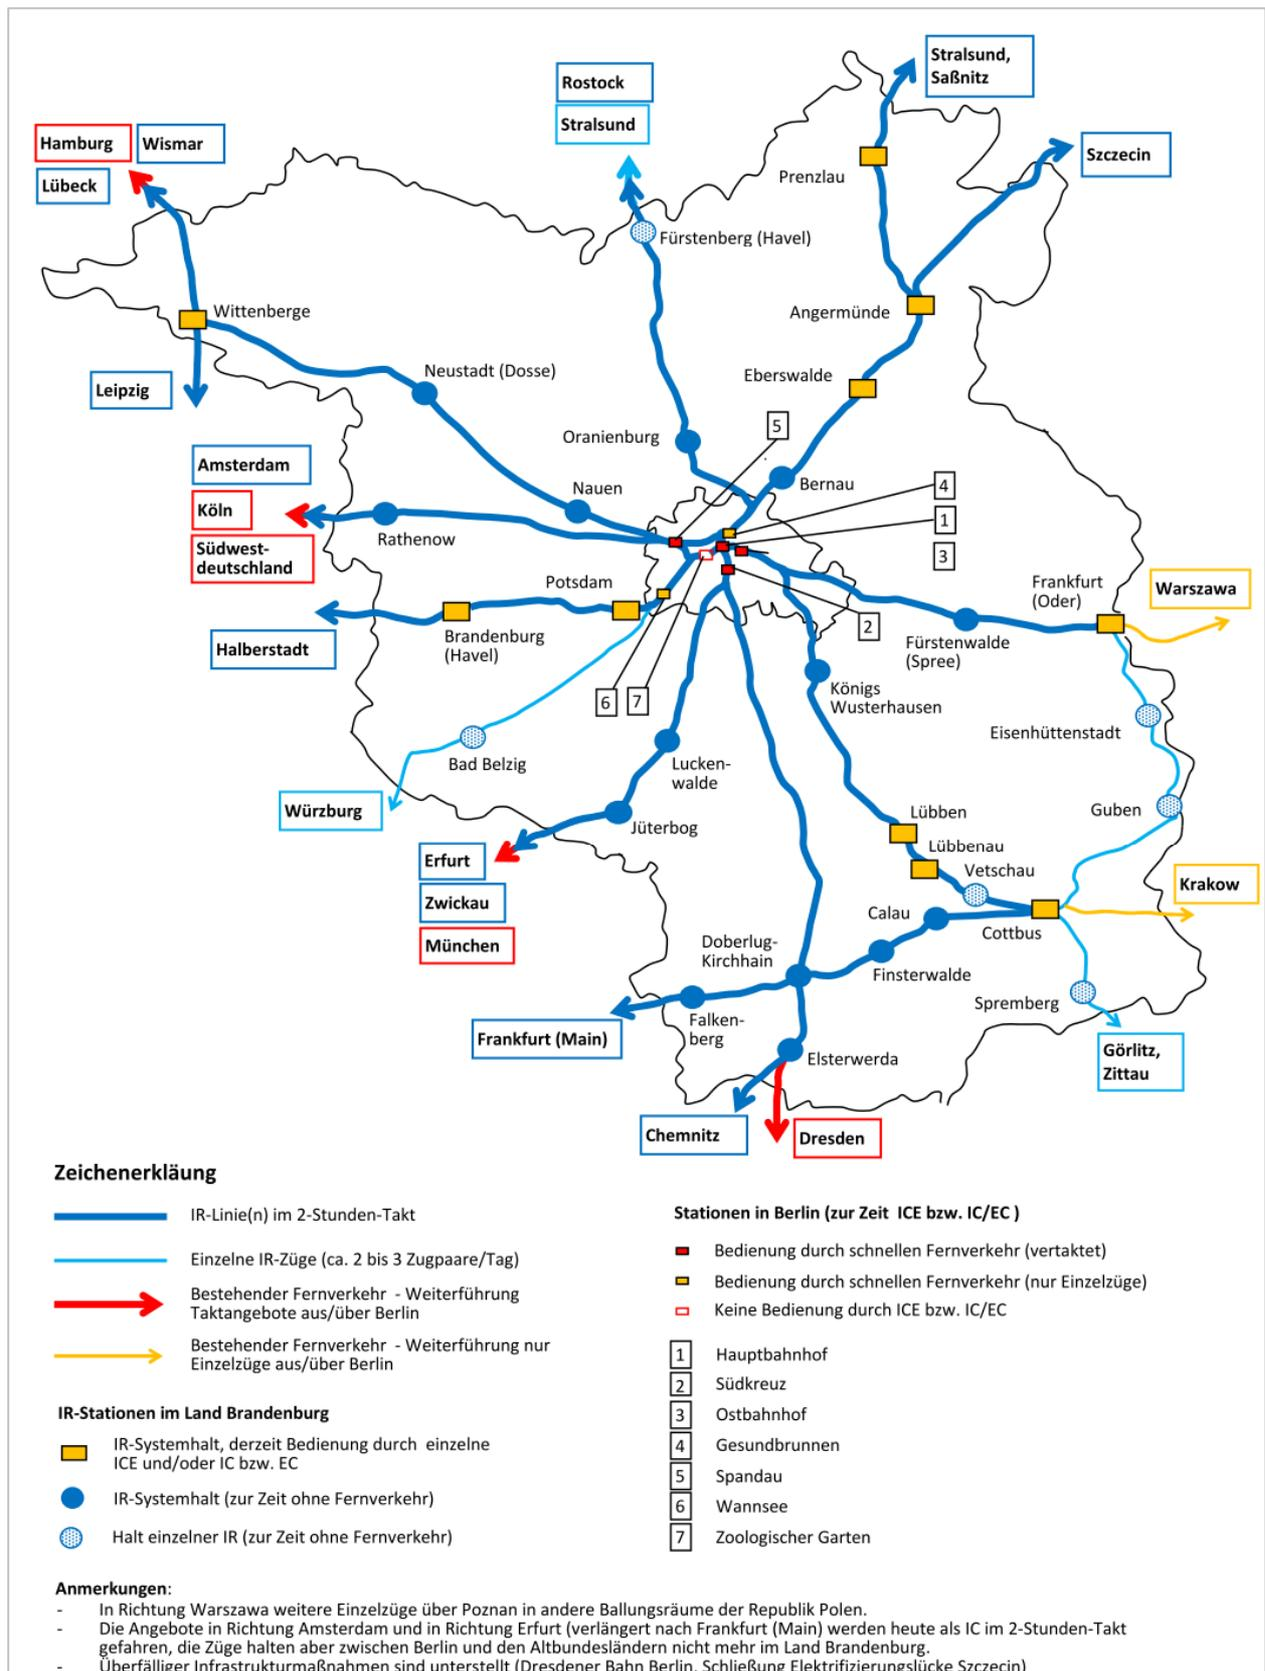 Stralsund,
Saßnitz
Rostock
Stralsund
Hamburg
Wismar
Lübeck
Szczecin
Prenzlau
Fürstenberg (Havel)
Wittenberge
Angermünde
Leipzig
Neustadt (Dosse)
Eberswalde
5
Oranienburg
Amsterdam
Nauen
Bernau
4
Köln
1
Rathenow
Südwest-
deutschland
3
Potsdam
Frankfurt
(Oder)
Warszawa
Brandenburg
(Havel)
Halberstadt
2
Fürstenwalde
(Spree)
6
7
Königs
Wusterhausen
Eisenhüttenstadt
Bad Belzig
Lucken-
walde
Würzburg
Guben
Lübben
Jüterbog
Lübbenau
Erfurt
Vetschau
Krakow
Zwickau
Calau
Cottbus
München
Doberlug-
Kirchhain
Finsterwalde
Spremberg
Frankfurt (Main)
Falken-
berg
Elsterwerda
Görlitz,
Zittau
Chemnitz
Dresden
Zeichenerkläung
IR-Linie(n) im 2-Stunden-Takt
Einzelne IR-Züge (ca. 2 bis 3 Zugpaare/Tag)
Bestehender Fernverkehr - Weiterführung
Taktangebote aus/über Berlin
Bestehender Fernverkehr - Weiterführung nur
Einzelzüge aus/über Berlin
IR-Stationen im Land Brandenburg
IR-Systemhalt, derzeit Bedienung durch einzelne
ICE und/oder IC bzw. EC
IR-Systemhalt (zur Zeit ohne Fernverkehr)
Halt einzelner IR (zur Zeit ohne Fernverkehr)
Stationen in Berlin (zur Zeit ICE bzw. IC/EC )
Bedienung durch schnellen Fernverkehr (vertaktet)
Bedienung durch schnellen Fernverkehr (nur Einzelzüge)
Keine Bedienung durch ICE bzw. IC/EC
1 Hauptbahnhof
2 Südkreuz
3 Ostbahnhof
4 Gesundbrunnen
5 Spandau
6 Wannsee
7 Zoologischer Garten
Anmerkungen:
- In Richtung Warszawa weitere Einzelzüge über Poznan in andere Ballungsräume der Republik Polen.
- Die Angebote in Richtung Amsterdam und in Richtung Erfurt (verlängert nach Frankfurt (Main) werden heute als IC im 2-Stunden-Takt
gefahren, die Züge halten aber zwischen Berlin und den Altbundesländern nicht mehr im Land Brandenburg.
- Überfälliger Infrastrukturmaßnahmen sind unterstellt (Dresdener Bahn Berlin, Schließung Elektrifizierungslücke Szczecin)